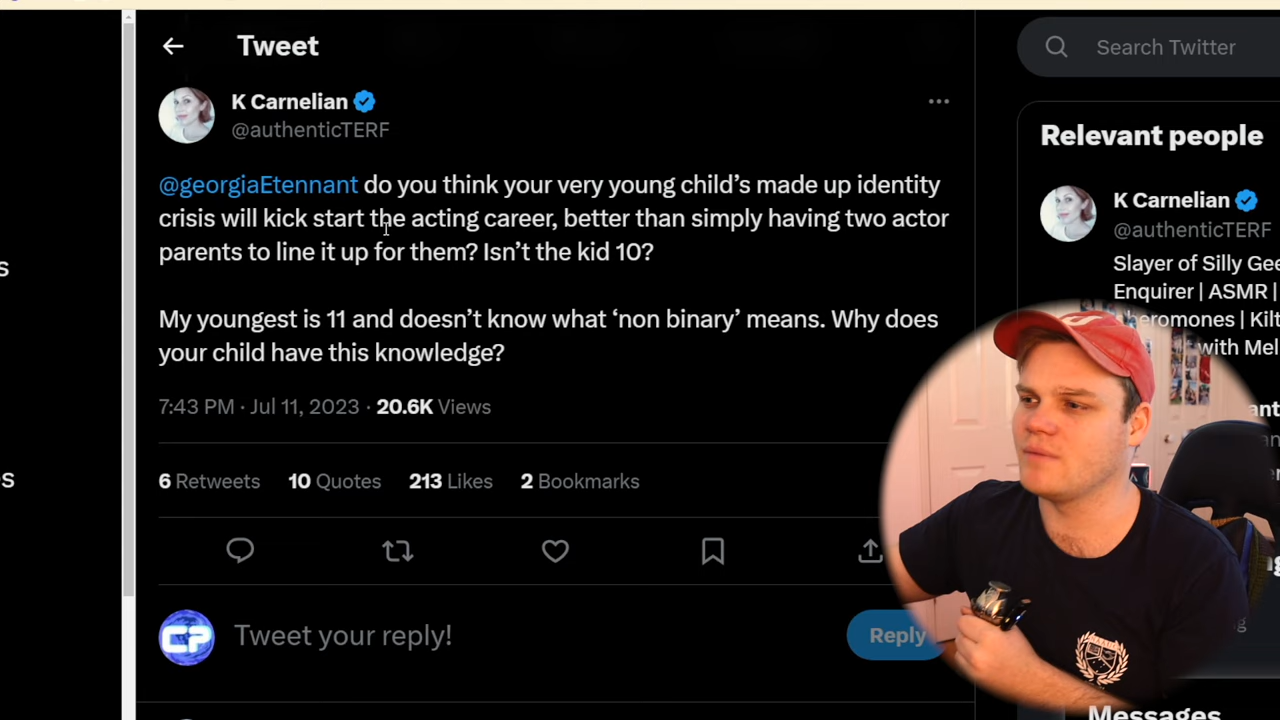 Tweet
Search Twitter
K Carnelian
@authenticTERF
@georgiaEtennant do you think your very young child's made up identity
crisis will kick start the acting career, better than simply having two actor
parents to line it up for them? Isn't the kid 10?
My youngest is 11 and doesn't know what ‘non binary’ means. Why does
your child have this knowledge?
7:43 PM · Jul 11, 2023 · 20.6K Views
6 Retweets 10 Quotes 213 Likes 2 Bookmarks
CP
Tweet your reply!
Reply
Relevant people
K Carnelian
@authenticTERF
Slayer of Silly
Enquirer | ASMR |
| Kilt
with Mel
Messages